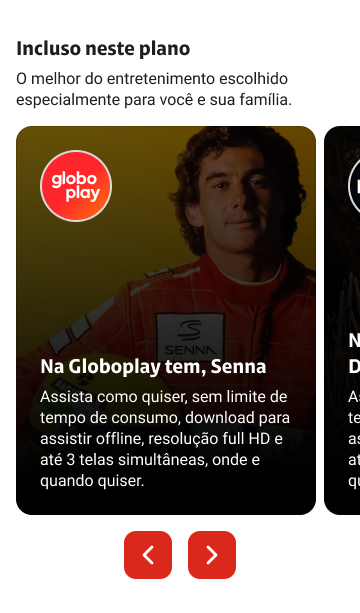 Incluso neste plano
O melhor do entretenimento escolhido
especialmente para você e sua família.
globo
play
SENNA
Na Globoplay tem, Senna
Assista como quiser, sem limite de
tempo de consumo, download para
assistir offline, resolução full HD e
até 3 telas simultâneas, onde e
quando quiser.